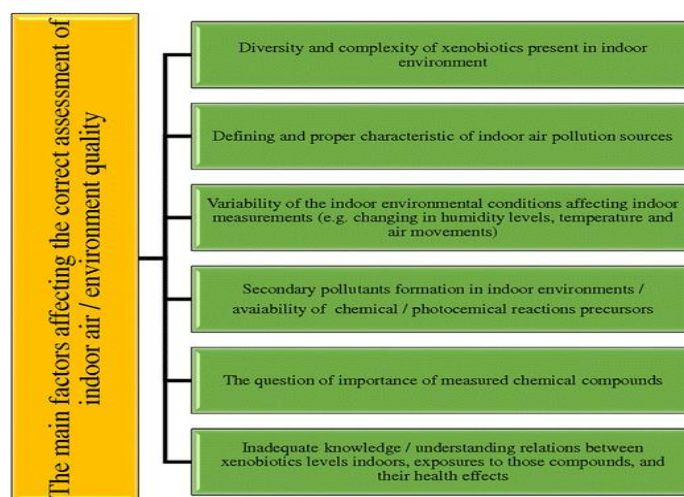 The main factors affecting the correct assessment of
indoor air / environment quality
Diversity and complexity of xenobiotics present in indoor
environment
Defining and proper characteristic of indoor air pollution sources
Variability of the indoor environmental conditions affecting indoor
measurements (e.g. changing in humidity levels, temperature and
air movements)
Secondary pollutants formation in indoor environments /
avaiability of chemical / photocemical reactions precursors
The question of importance of measured chemical compounds
Inadequate knowledge / understanding relations between
xenobiotics levels indoors, exposures to those compounds, and
their health effects